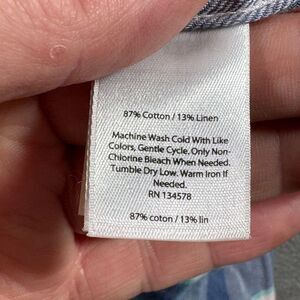 87% Cotton / 13% Linen
Machine Wash Cold With Like
Colors, Gentle Cycle. Only Non-
Chlorine Bleach When Needed.
Tumble Dry Low. Warm Iron If
Needed.
RN 134578
87% coton / 13% lin